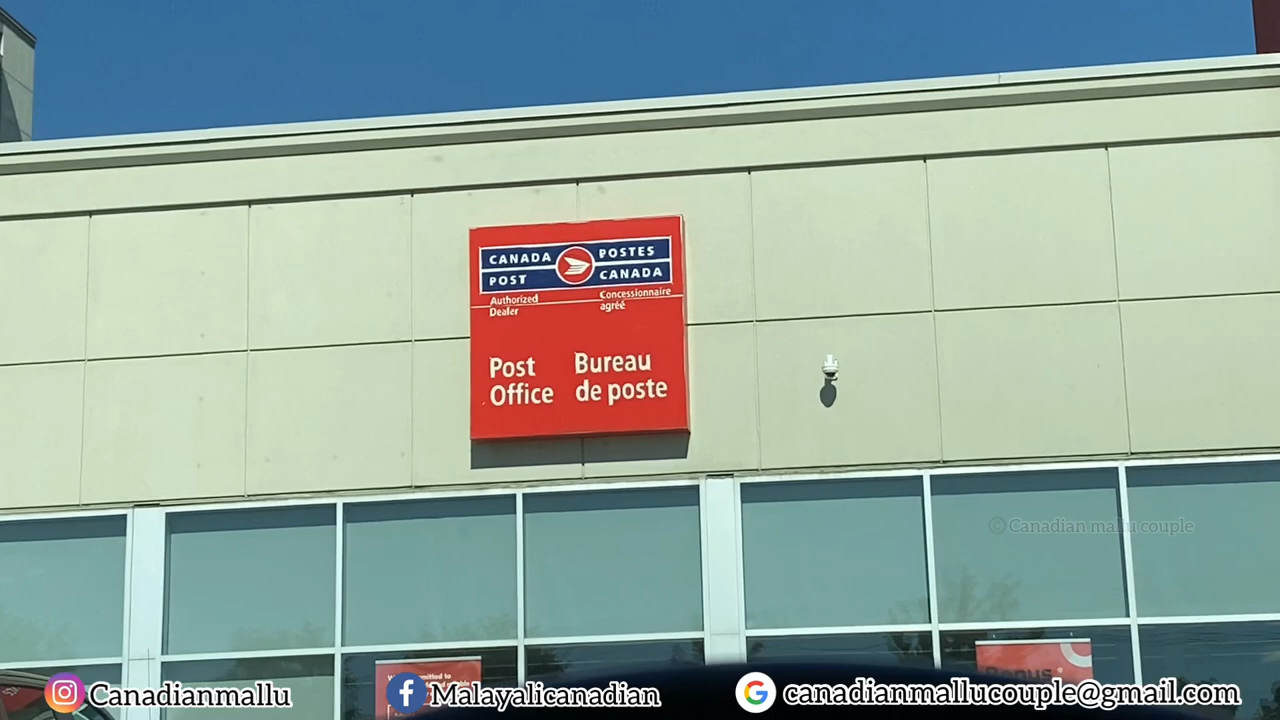 CANADA POSTES
POST CANADA
Authorized Concessionnaire
Dealer agréé
Post Bureau
Office de poste
© Canadian mallu couple
Bonus
Canadianmallu
Malayalicanadian
canadianmallucouple@gmail.com